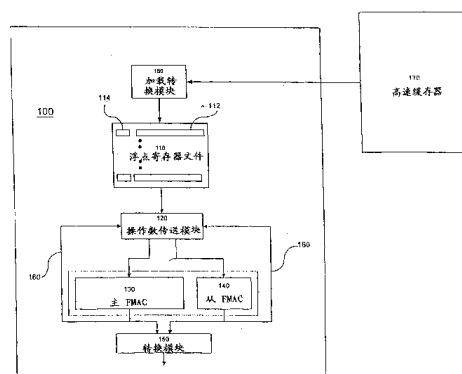 180
加载转换模块
170
高速缓存器
100
114
112
110
浮点寄存器文件
120
操作数传送模块
160
160
130
主 FMAC
140
从 FMAC
150
转换模块